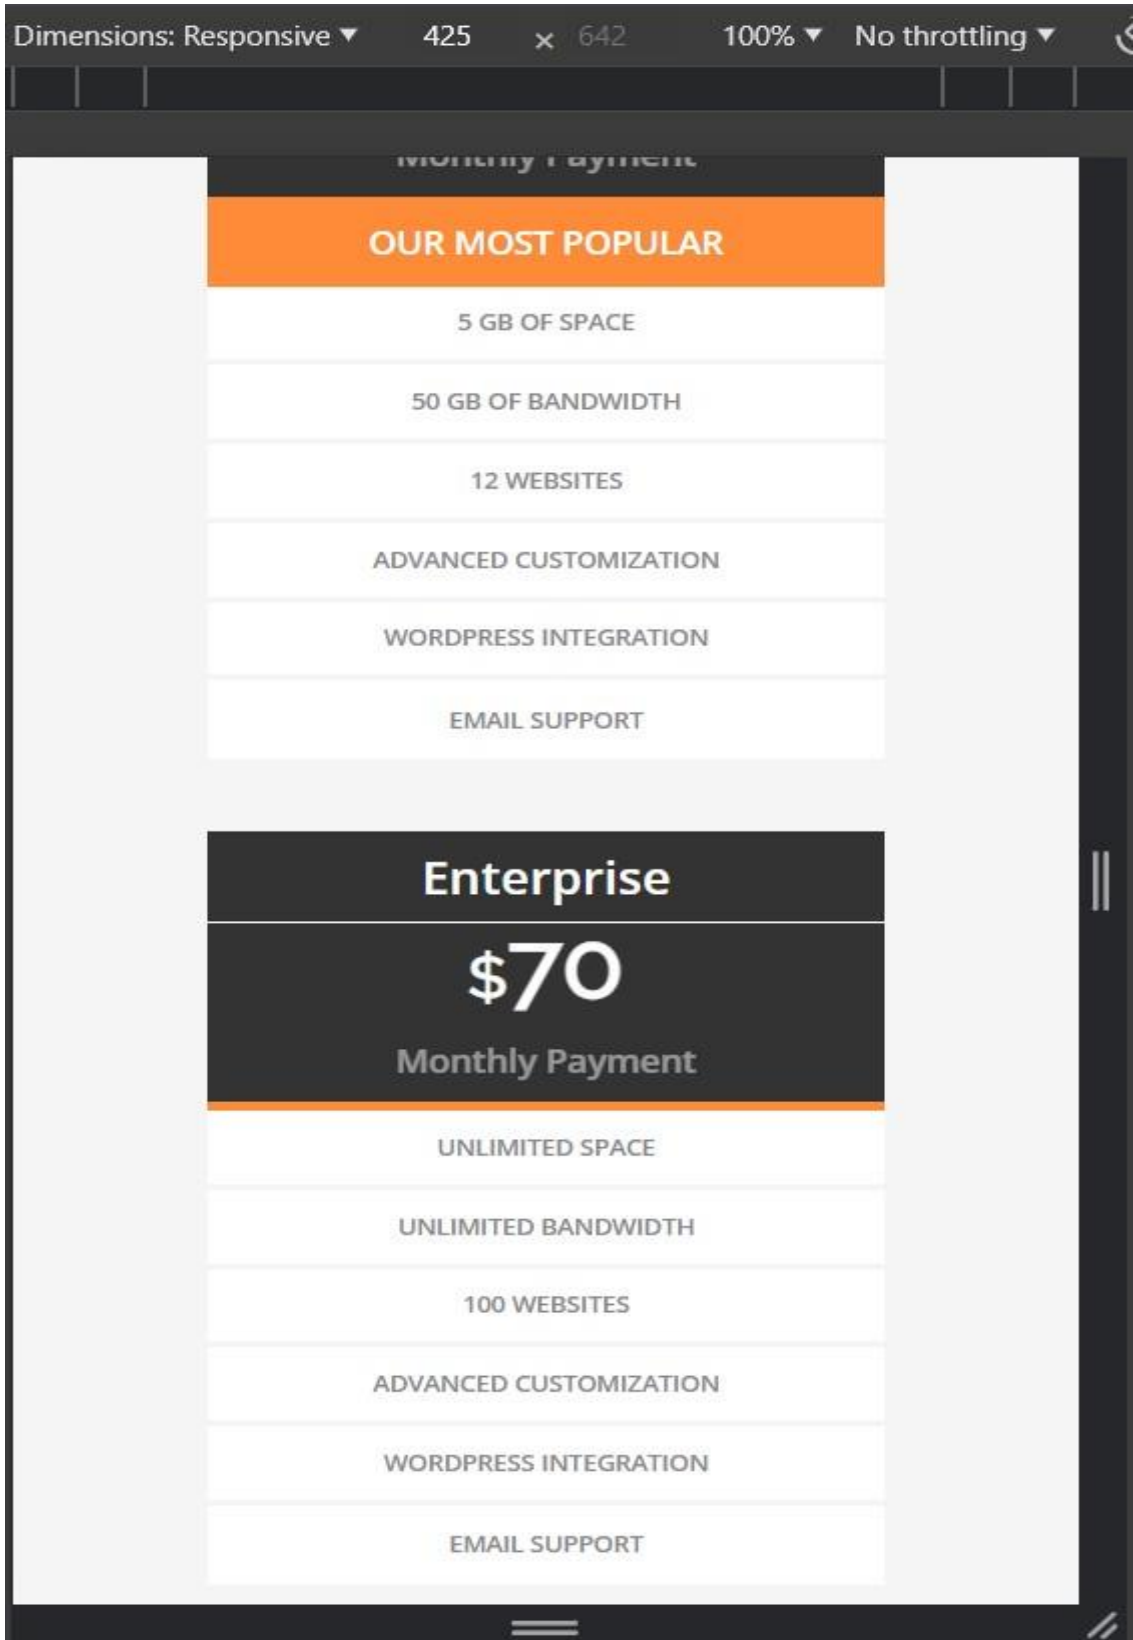 Dimensions: Responsive ▼ 425 × 642 100% ▼ No throttling ▼
Monthly Payment
OUR MOST POPULAR
5 GB OF SPACE
50 GB OF BANDWIDTH
12 WEBSITES
ADVANCED CUSTOMIZATION
WORDPRESS INTEGRATION
EMAIL SUPPORT
Enterprise
$70
Monthly Payment
UNLIMITED SPACE
UNLIMITED BANDWIDTH
100 WEBSITES
ADVANCED CUSTOMIZATION
WORDPRESS INTEGRATION
EMAIL SUPPORT